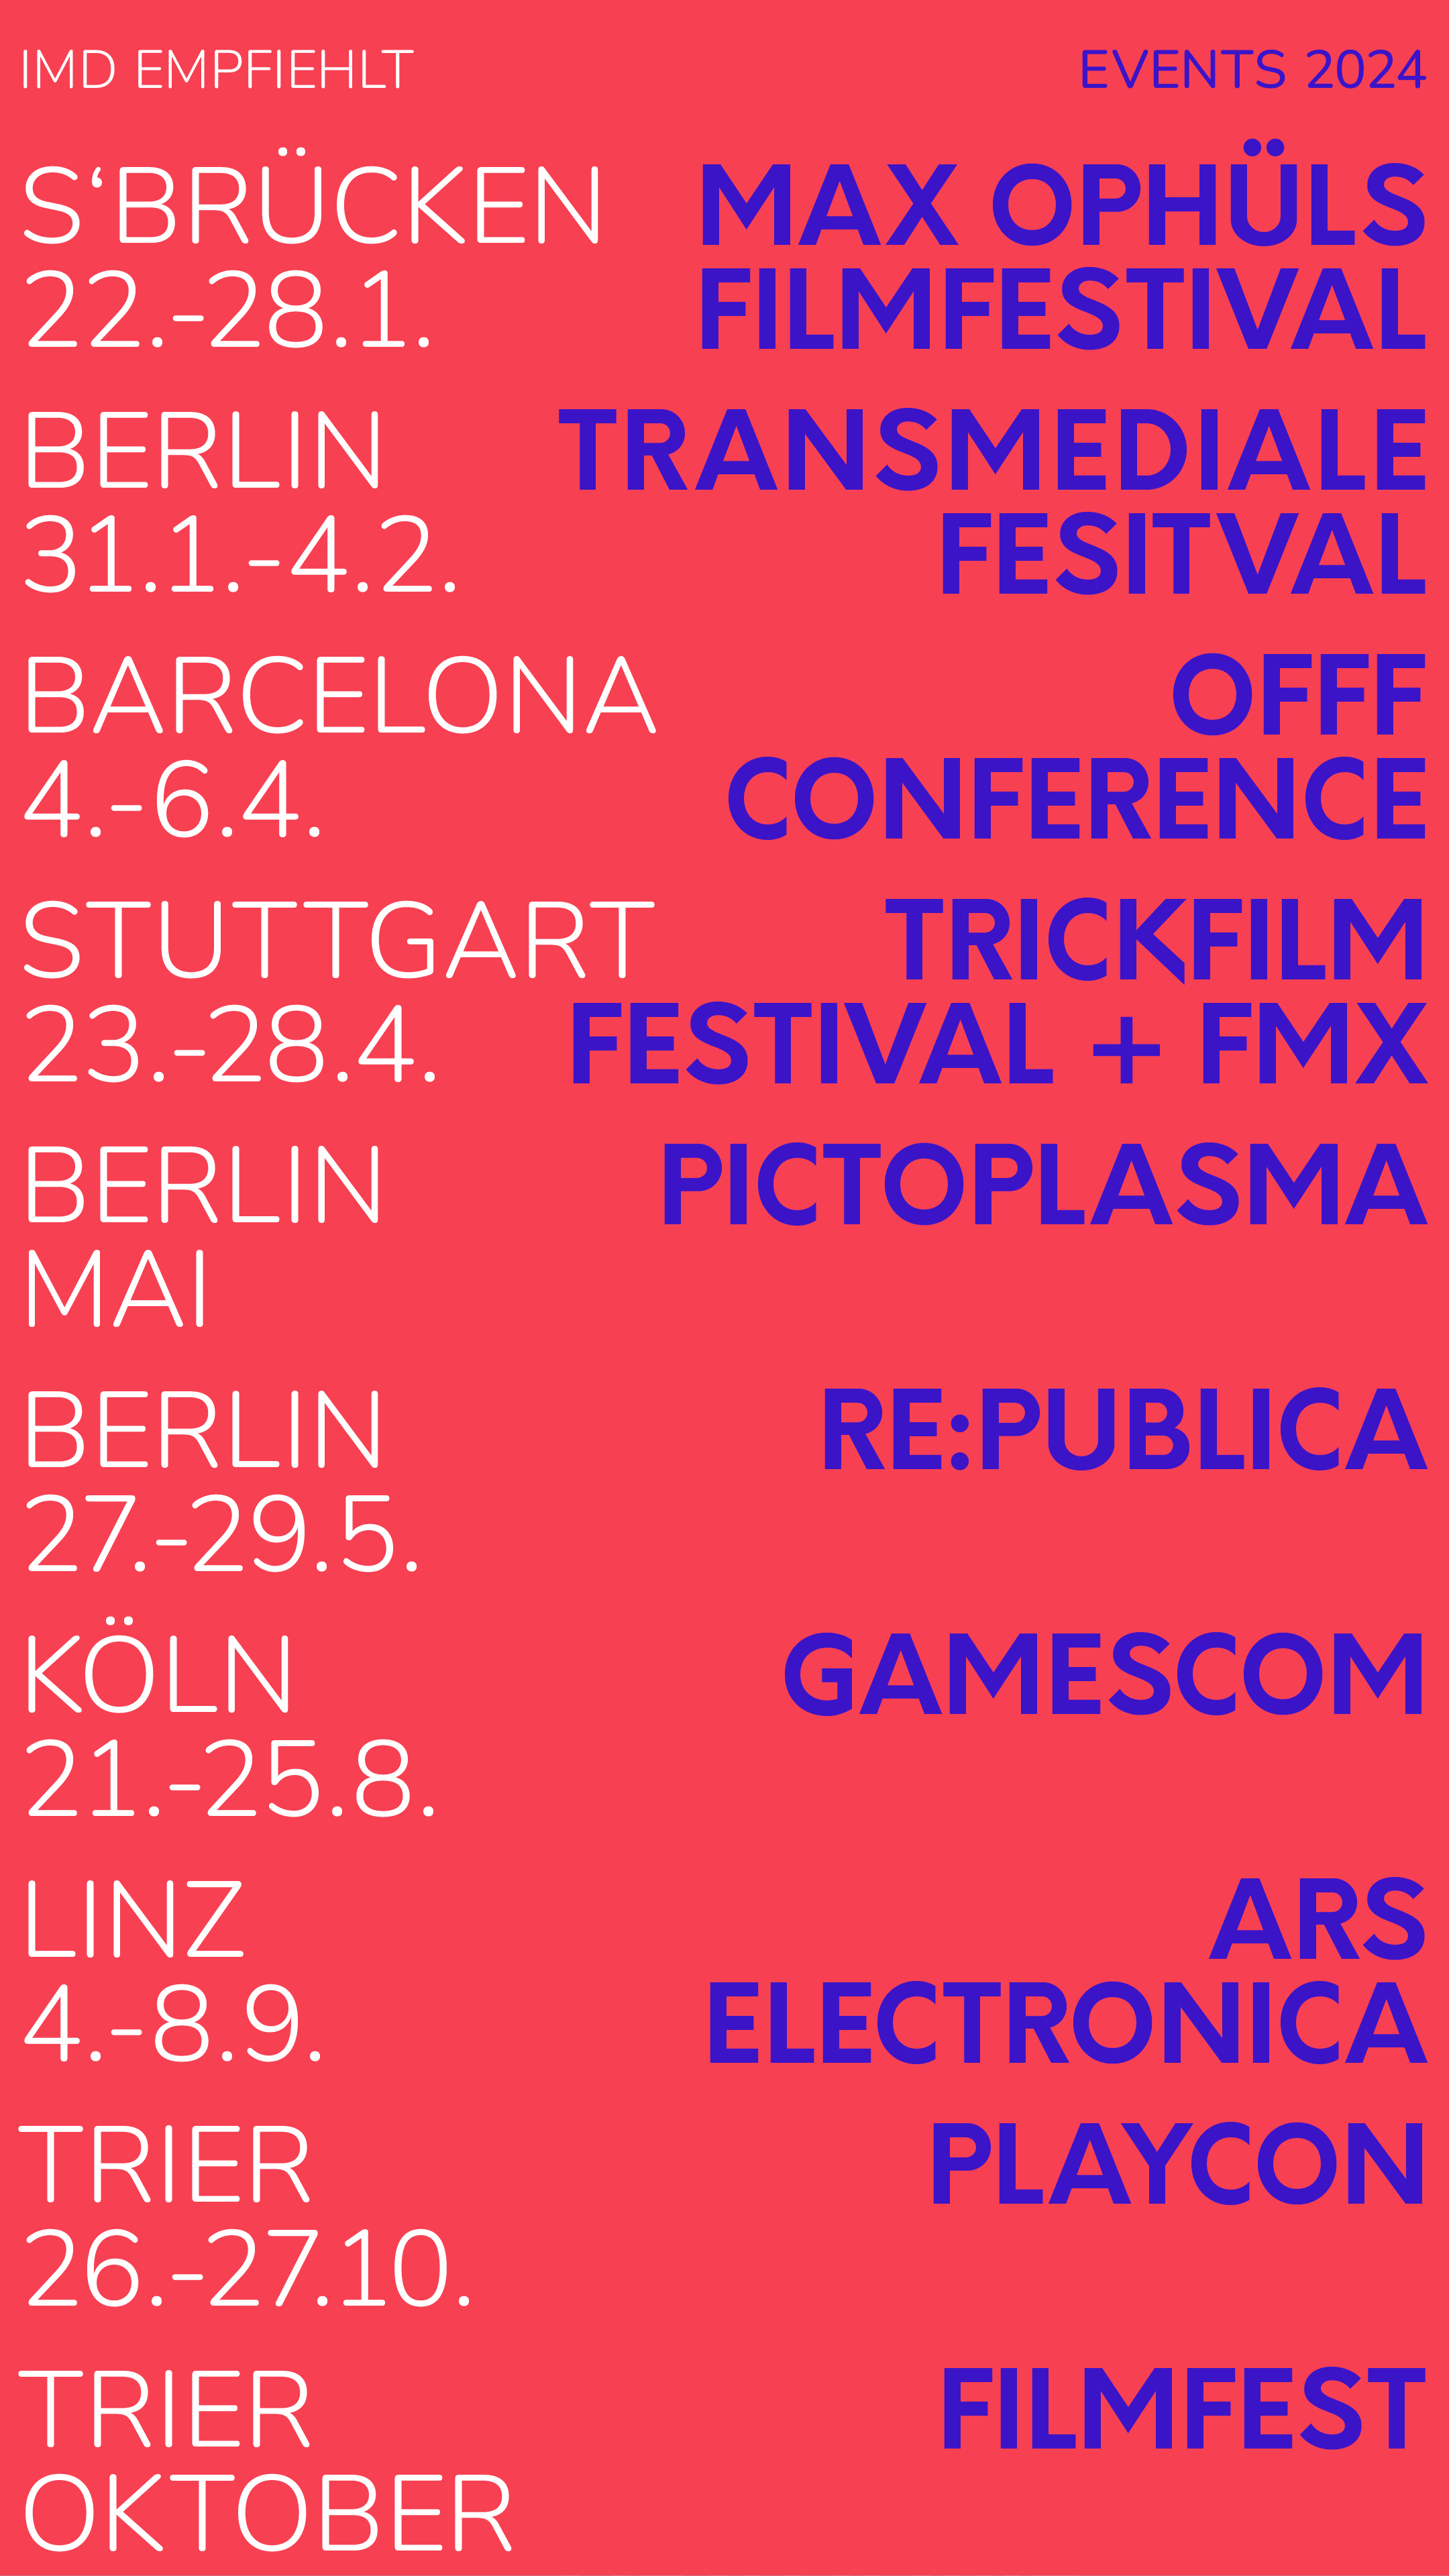 IMD EMPFIEHLT EVENTS 2024
S‘BRÜCKEN MAX OPHÜLS
22.-28.1. FILMFESTIVAL
BERLIN TRANSMEDIALE
31.1.-4.2. FESITVAL
BARCELONA OFFF
4.-6.4. CONFERENCE
STUTTGART TRICKFILM
23.-28.4. FESTIVAL + FMX
BERLIN PICTOPLASMA
MAI
BERLIN RE:PUBLICA
27.-29.5.
KÖLN GAMESCOM
21.-25.8.
LINZ ARS
4.-8.9. ELECTRONICA
TRIER PLAYCON
26.-27.10.
TRIER FILMFEST
OKTOBER